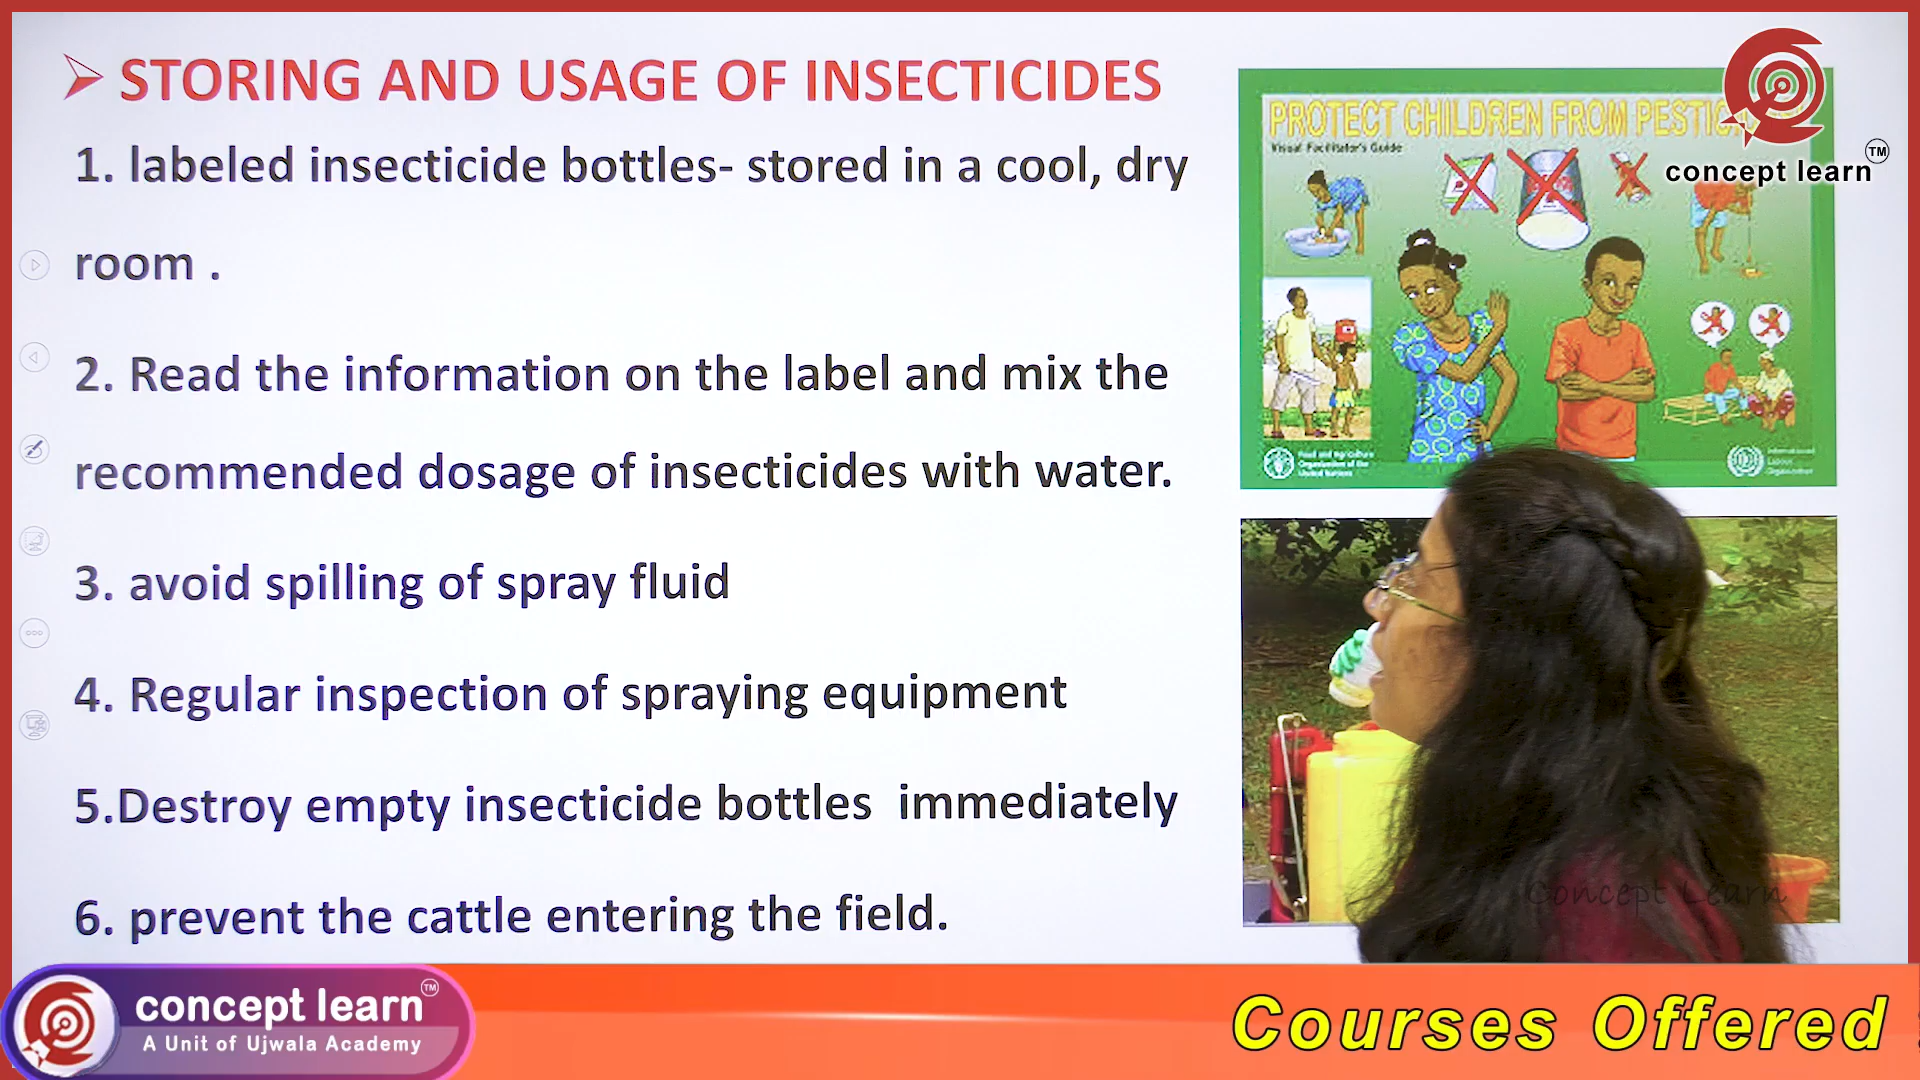 STORING AND USAGE OF INSECTICIDES
1. labeled insecticide bottles- stored in a cool, dry
room .
2. Read the information on the label and mix the
recommended dosage of insecticides with water.
3. avoid spilling of spray fluid
4. Regular inspection of spraying equipment
5.Destroy empty insecticide bottles immediately
6. prevent the cattle entering the field.
PROTECT CHILDREN FROM
Visual Facilitator's Guide
Food and Agriculture
Organization of the
United Nations
International
Labour
Organization
concept learn TM
Concept Learn
concept learn TM
A Unit of Ujwala Academy
Courses Offered